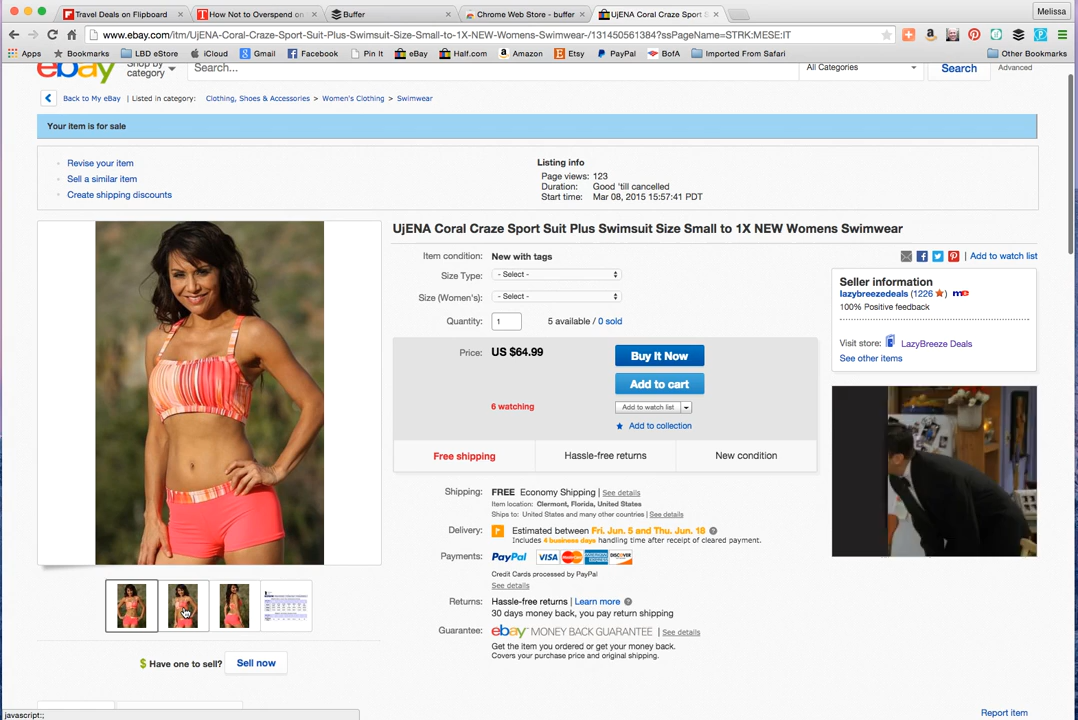 Travel Deals on Flipboard
How Not to Overspend on
Buffer
Chrome Web Store - buffer
UjENA Coral Craze Sport S
Melissa
www.ebay.com/itm/UjENA-Coral-Craze-Sport-Suit-Plus-Swimsuit-Size-Small-to-1X-NEW-Womens-Swimwear-/131450561384?ssPageName=STRK:MESE:IT
Apps Bookmarks LBD eStore iCloud Gmail Facebook Pin It eBay Half.com Amazon Etsy PayPal BofA Imported From Safari Other Bookmarks
ebay Shop by category Search... All Categories Search Advanced
Back to My eBay | Listed in category: Clothing, Shoes & Accessories > Women's Clothing > Swimwear
Your item is for sale
Revise your item
Sell a similar item
Create shipping discounts
Listing info
Page views: 123
Duration: Good 'till cancelled
Start time: Mar 08, 2015 15:57:41 PDT
UjENA Coral Craze Sport Suit Plus Swimsuit Size Small to 1X NEW Womens Swimwear
Item condition: New with tags
Size Type: - Select -
Size (Women's): - Select -
Quantity: 1 5 available / 0 sold
Price: US $64.99
Buy It Now
Add to cart
6 watching
Add to watch list
Add to collection
Free shipping Hassle-free returns New condition
Shipping: FREE Economy Shipping | See details
Item location: Clermont, Florida, United States
Ships to: United States and many other countries | See details
Delivery: Estimated between Fri. Jun. 5 and Thu. Jun. 18
Includes 4 business days handling time after receipt of cleared payment.
Payments: PayPal VISA MasterCard AMERICAN EXPRESS DISCOVER
Credit Cards processed by PayPal
See details
Returns: Hassle-free returns | Learn more
30 days money back, you pay return shipping
Guarantee: ebay MONEY BACK GUARANTEE | See details
Get the item you ordered or get your money back.
Covers your purchase price and original shipping.
| Add to watch list
Seller information
lazybreezedeals (1226 ) me
100% Positive feedback
Visit store: LazyBreeze Deals
See other items
$ Have one to sell? Sell now
Report item
javascript:;